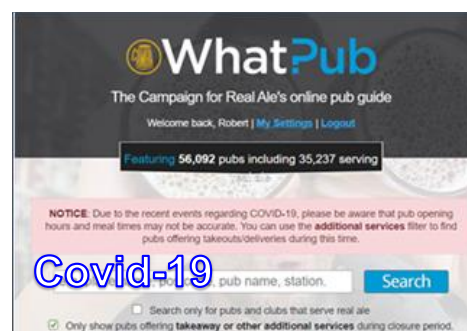 WhatPub
The Campaign for Real Ale's online pub guide
Welcome back, Robert | My Settings | Logout
Featuring 56,092 pubs including 35,237 serving
NOTICE: Due to the recent events regarding COVID-19, please be aware that pub opening
hours and meal times may not be accurate. You can use the additional services filter to find
pubs offering takeouts/deliveries during this time.
Covid-19
pub name, station.
Search
Search only for pubs and clubs that serve real ale
Only show pubs offering takeaway or other additional services during closure period.